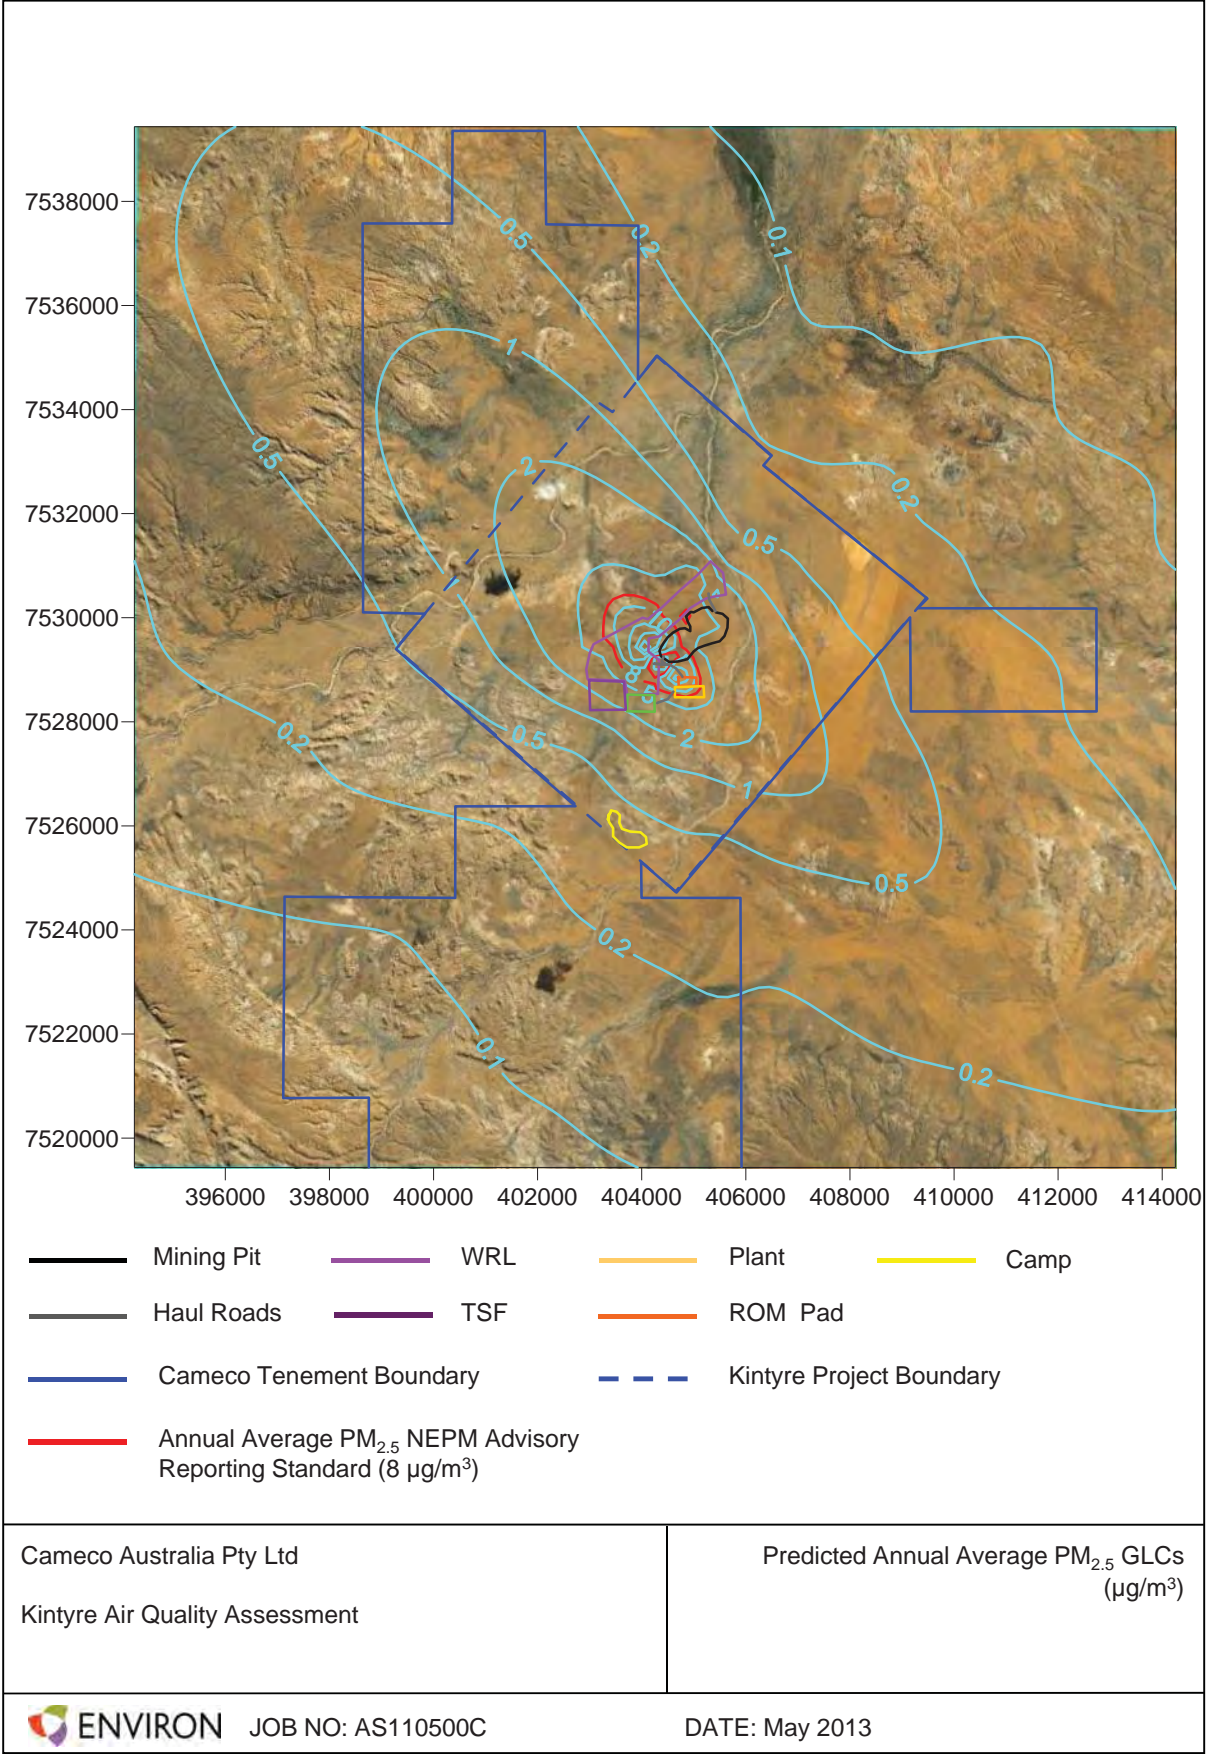 7538000
7536000
7534000
7532000
7530000
7528000
7526000
7524000
7522000
7520000
0.5
0.2
0.1
1
0.5
2
0.2
0.5
1
10
8
5
2
0.5
0.2
1
0.5
0.2
0.1
0.2
396000 398000 400000 402000 404000 406000 408000 410000 412000 414000
Mining Pit WRL Plant Camp
Haul Roads TSF ROM Pad
Cameco Tenement Boundary Kintyre Project Boundary
Annual Average PM2.5 NEPM Advisory
Reporting Standard (8 µg/m³)
Cameco Australia Pty Ltd
Kintyre Air Quality Assessment
Predicted Annual Average PM2.5 GLCs
(µg/m³)
ENVIRON JOB NO: AS110500C DATE: May 2013